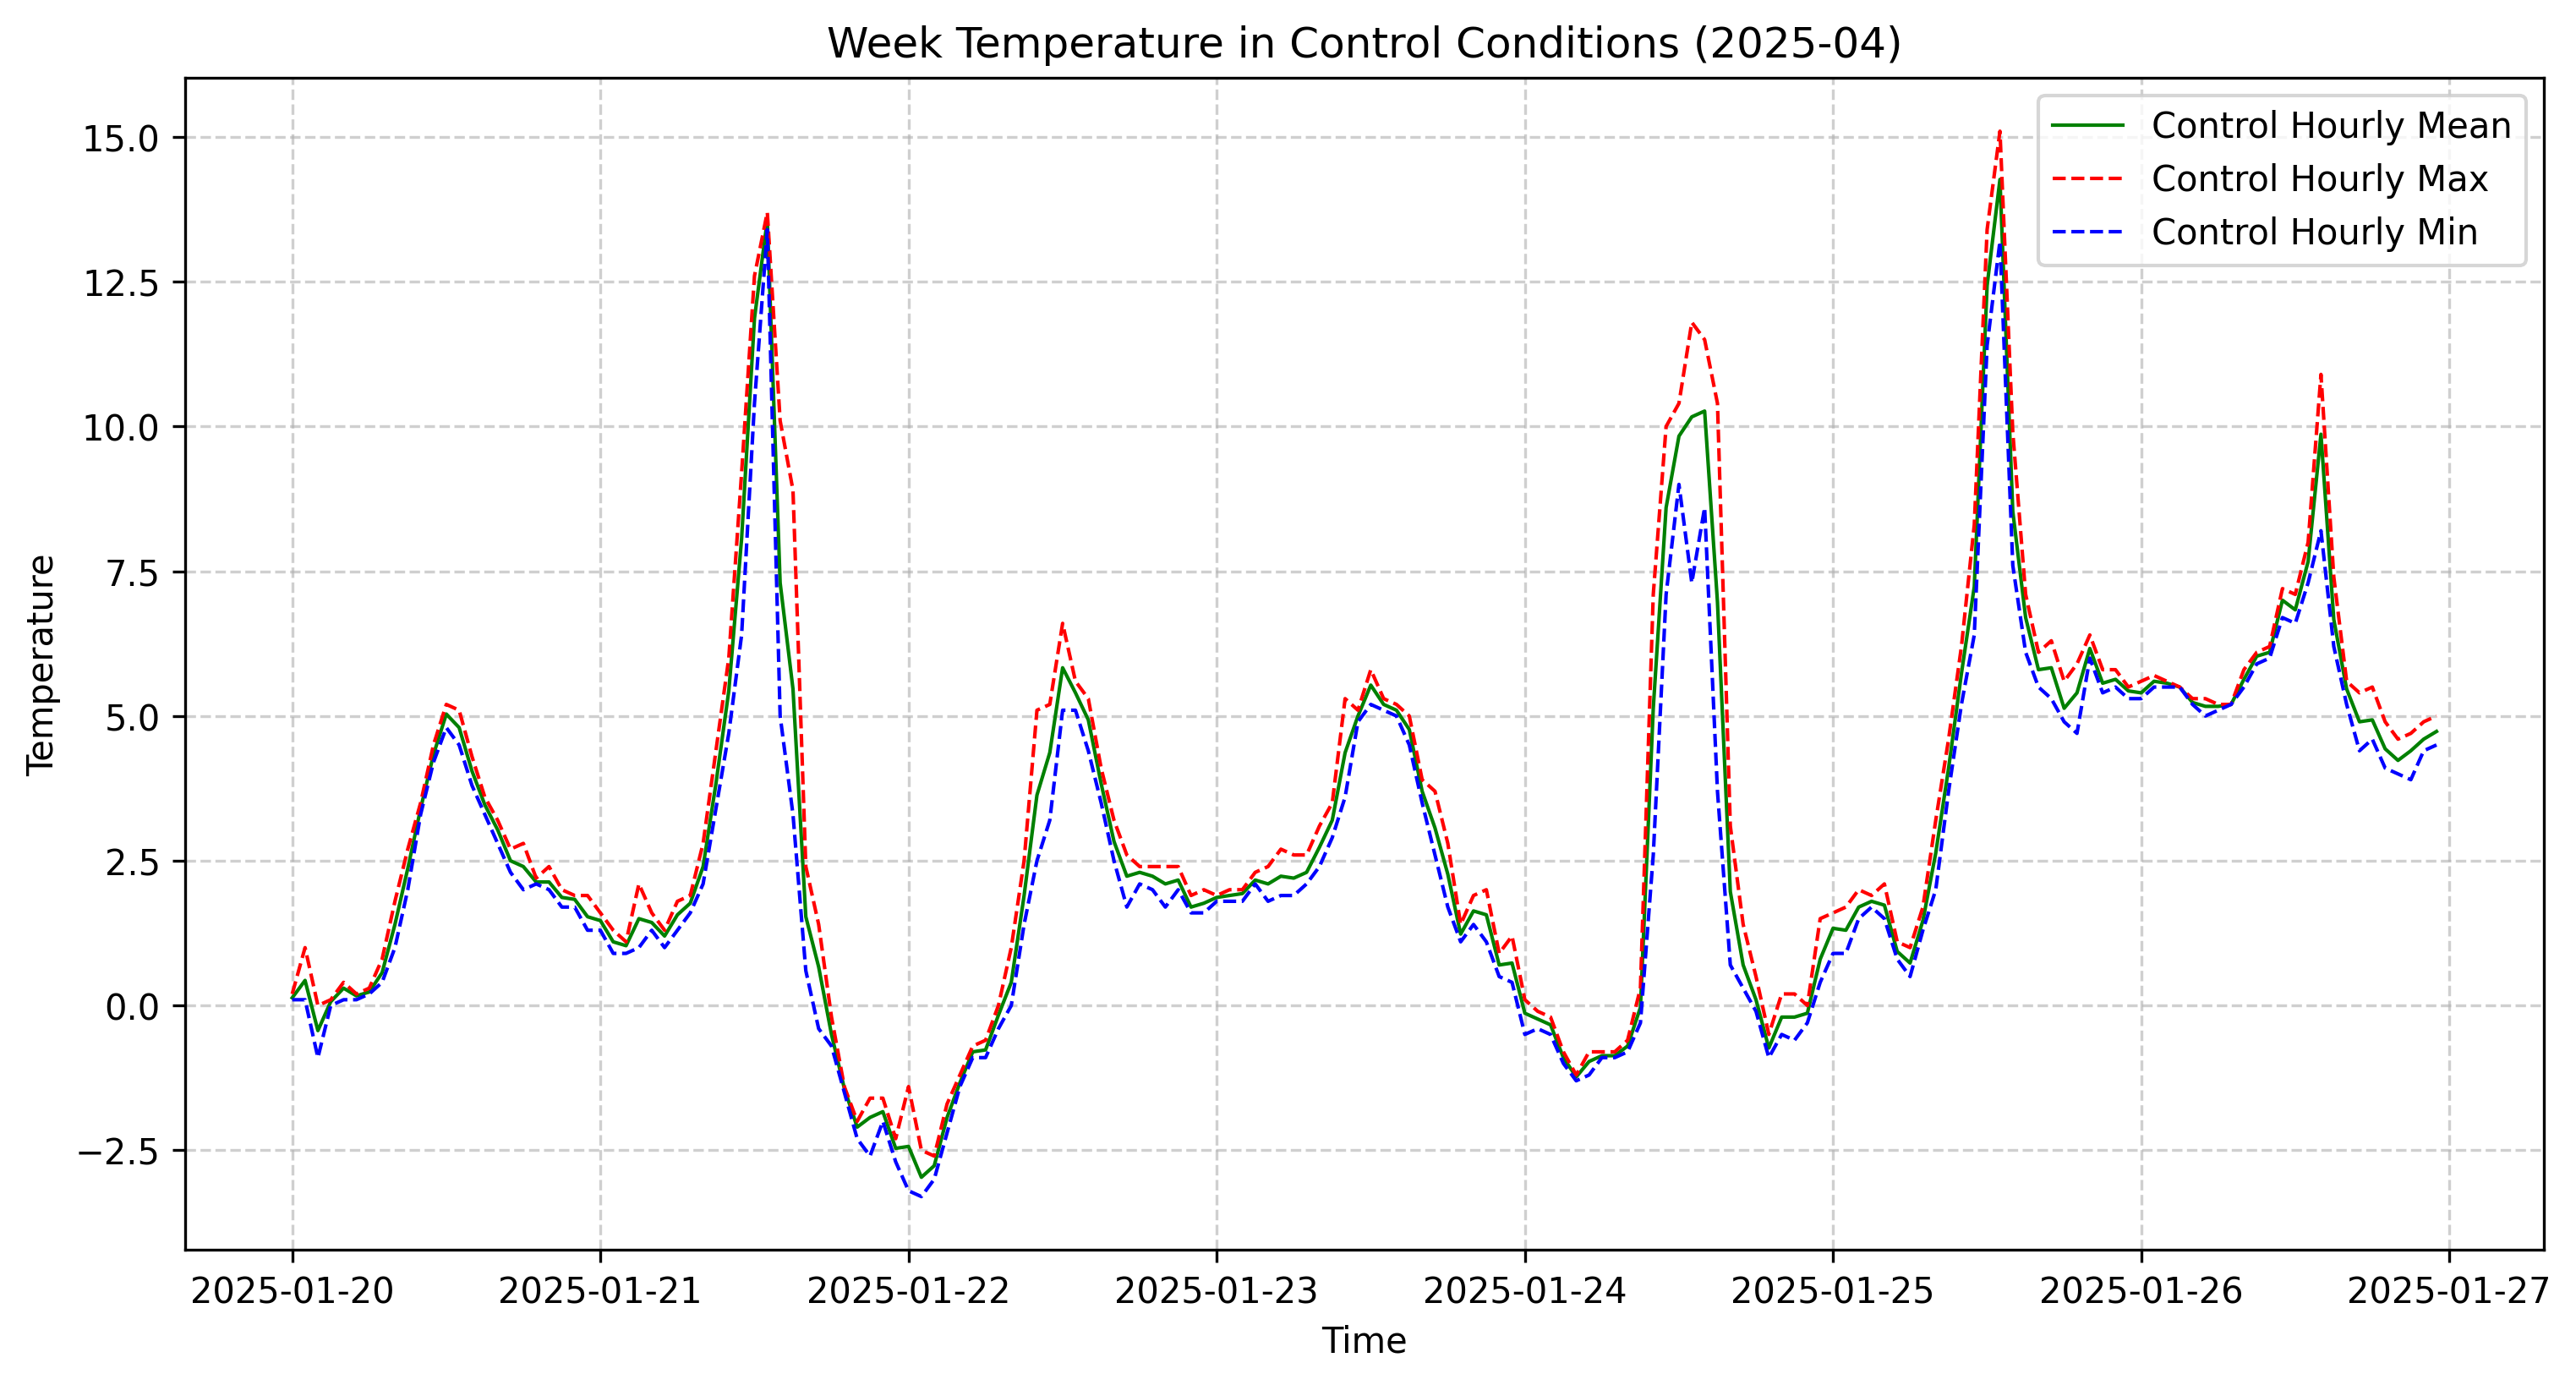 Week Temperature in Control Conditions (2025-04)
Control Hourly Mean
Control Hourly Max
Control Hourly Min
Temperature
15.0
12.5
10.0
7.5
5.0
2.5
0.0
−2.5
2025-01-20
2025-01-21
2025-01-22
2025-01-23
2025-01-24
2025-01-25
2025-01-26
2025-01-27
Time